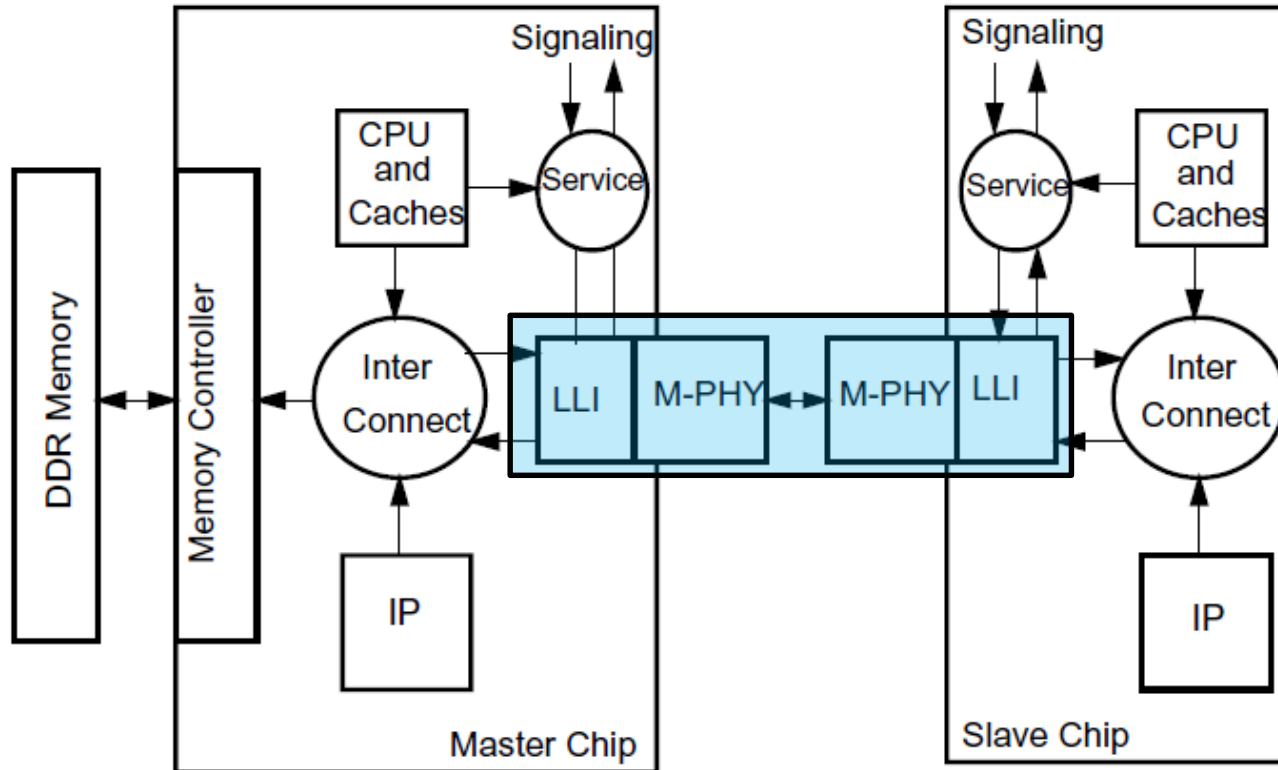 Signaling
Signaling
CPU
and
Caches
Service
Service
CPU
and
Caches
DDR Memory
Memory Controller
Inter
Connect
LLI
M-PHY
M-PHY
LLI
Inter
Connect
IP
IP
Master Chip
Slave Chip